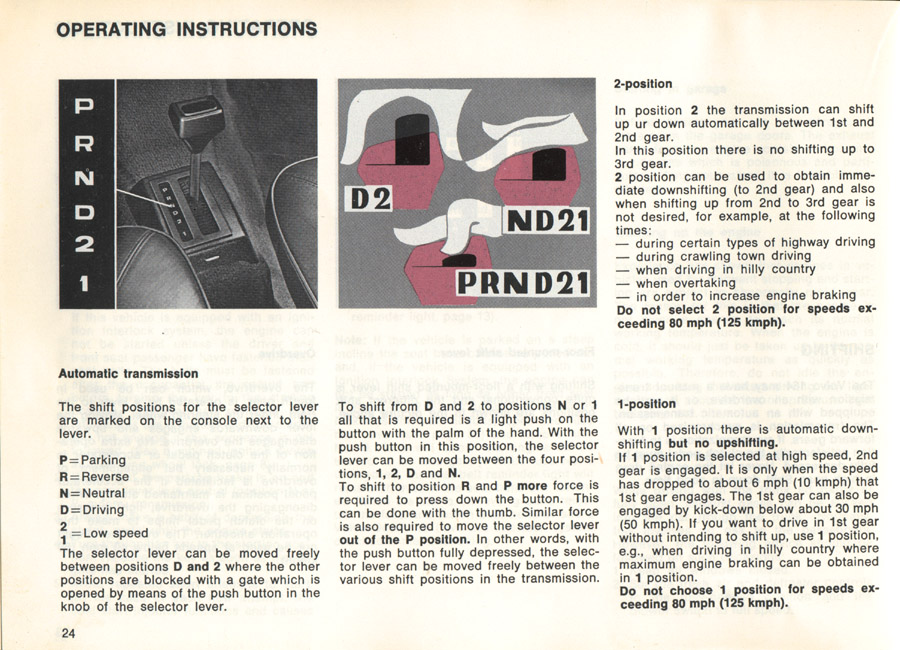 OPERATING INSTRUCTIONS
P
R
N
D
2
1
D2
ND21
PRND21
Automatic transmission
The shift positions for the selector lever
are marked on the console next to the
lever.
P=Parking
R=Reverse
N=Neutral
D=Driving
2
1 =Low speed
The selector lever can be moved freely
between positions D and 2 where the other
positions are blocked with a gate which is
opened by means of the push button in the
knob of the selector lever.
To shift from D and 2 to positions N or 1
all that is required is a light push on the
button with the palm of the hand. With the
push button in this position, the selector
lever can be moved between the four posi-
tions, 1, 2, D and N.
To shift to position R and P more force is
required to press down the button. This
can be done with the thumb. Similar force
is also required to move the selector lever
out of the P position. In other words, with
the push button fully depressed, the selec-
tor lever can be moved freely between the
various shift positions in the transmission.
2-position
In position 2 the transmission can shift
up ur down automatically between 1st and
2nd gear.
In this position there is no shifting up to
3rd gear.
2 position can be used to obtain imme-
diate downshifting (to 2nd gear) and also
when shifting up from 2nd to 3rd gear is
not desired, for example, at the following
times:
— during certain types of highway driving
— during crawling town driving
— when driving in hilly country
— when overtaking
— in order to increase engine braking
Do not select 2 position for speeds ex-
ceeding 80 mph (125 kmph).
1-position
With 1 position there is automatic down-
shifting but no upshifting.
If 1 position is selected at high speed, 2nd
gear is engaged. It is only when the speed
has dropped to about 6 mph (10 kmph) that
1st gear engages. The 1st gear can also be
engaged by kick-down below about 30 mph
(50 kmph). If you want to drive in 1st gear
without intending to shift up, use 1 position,
e.g., when driving in hilly country where
maximum engine braking can be obtained
in 1 position.
Do not choose 1 position for speeds ex-
ceeding 80 mph (125 kmph).
24